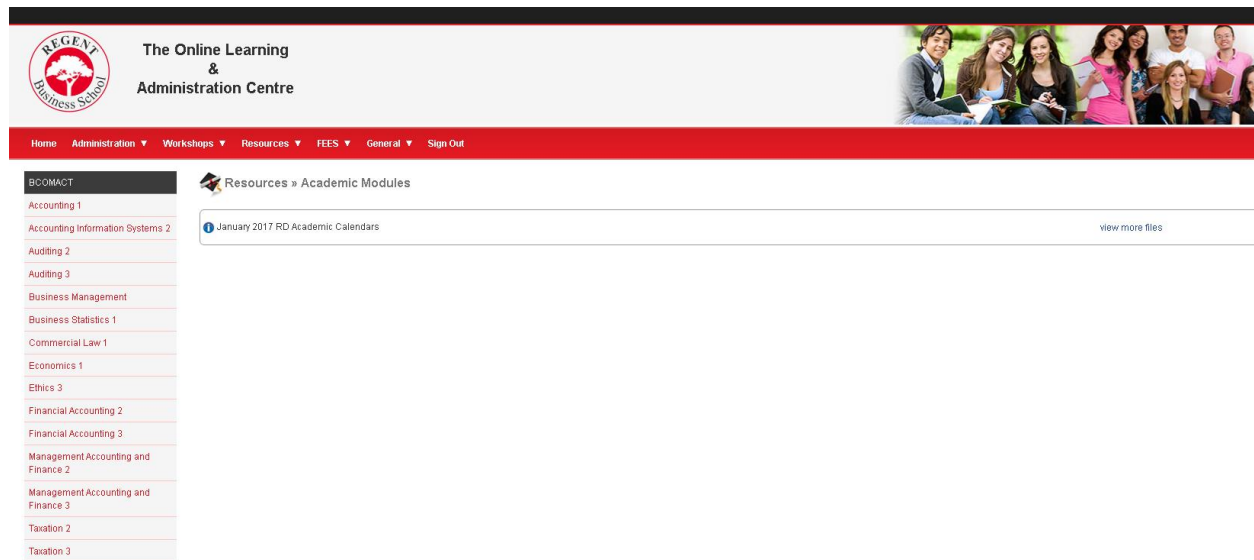 REGENT
Business School
The Online Learning
&
Administration Centre
Home Administration ▼ Workshops ▼ Resources ▼ FEES ▼ General ▼ Sign Out
BCOMACT
Accounting 1
Accounting Information Systems 2
Auditing 2
Auditing 3
Business Management
Business Statistics 1
Commercial Law 1
Economics 1
Ethics 3
Financial Accounting 2
Financial Accounting 3
Management Accounting and
Finance 2
Management Accounting and
Finance 3
Taxation 2
Taxation 3
Resources » Academic Modules
January 2017 RD Academic Calendars view more files